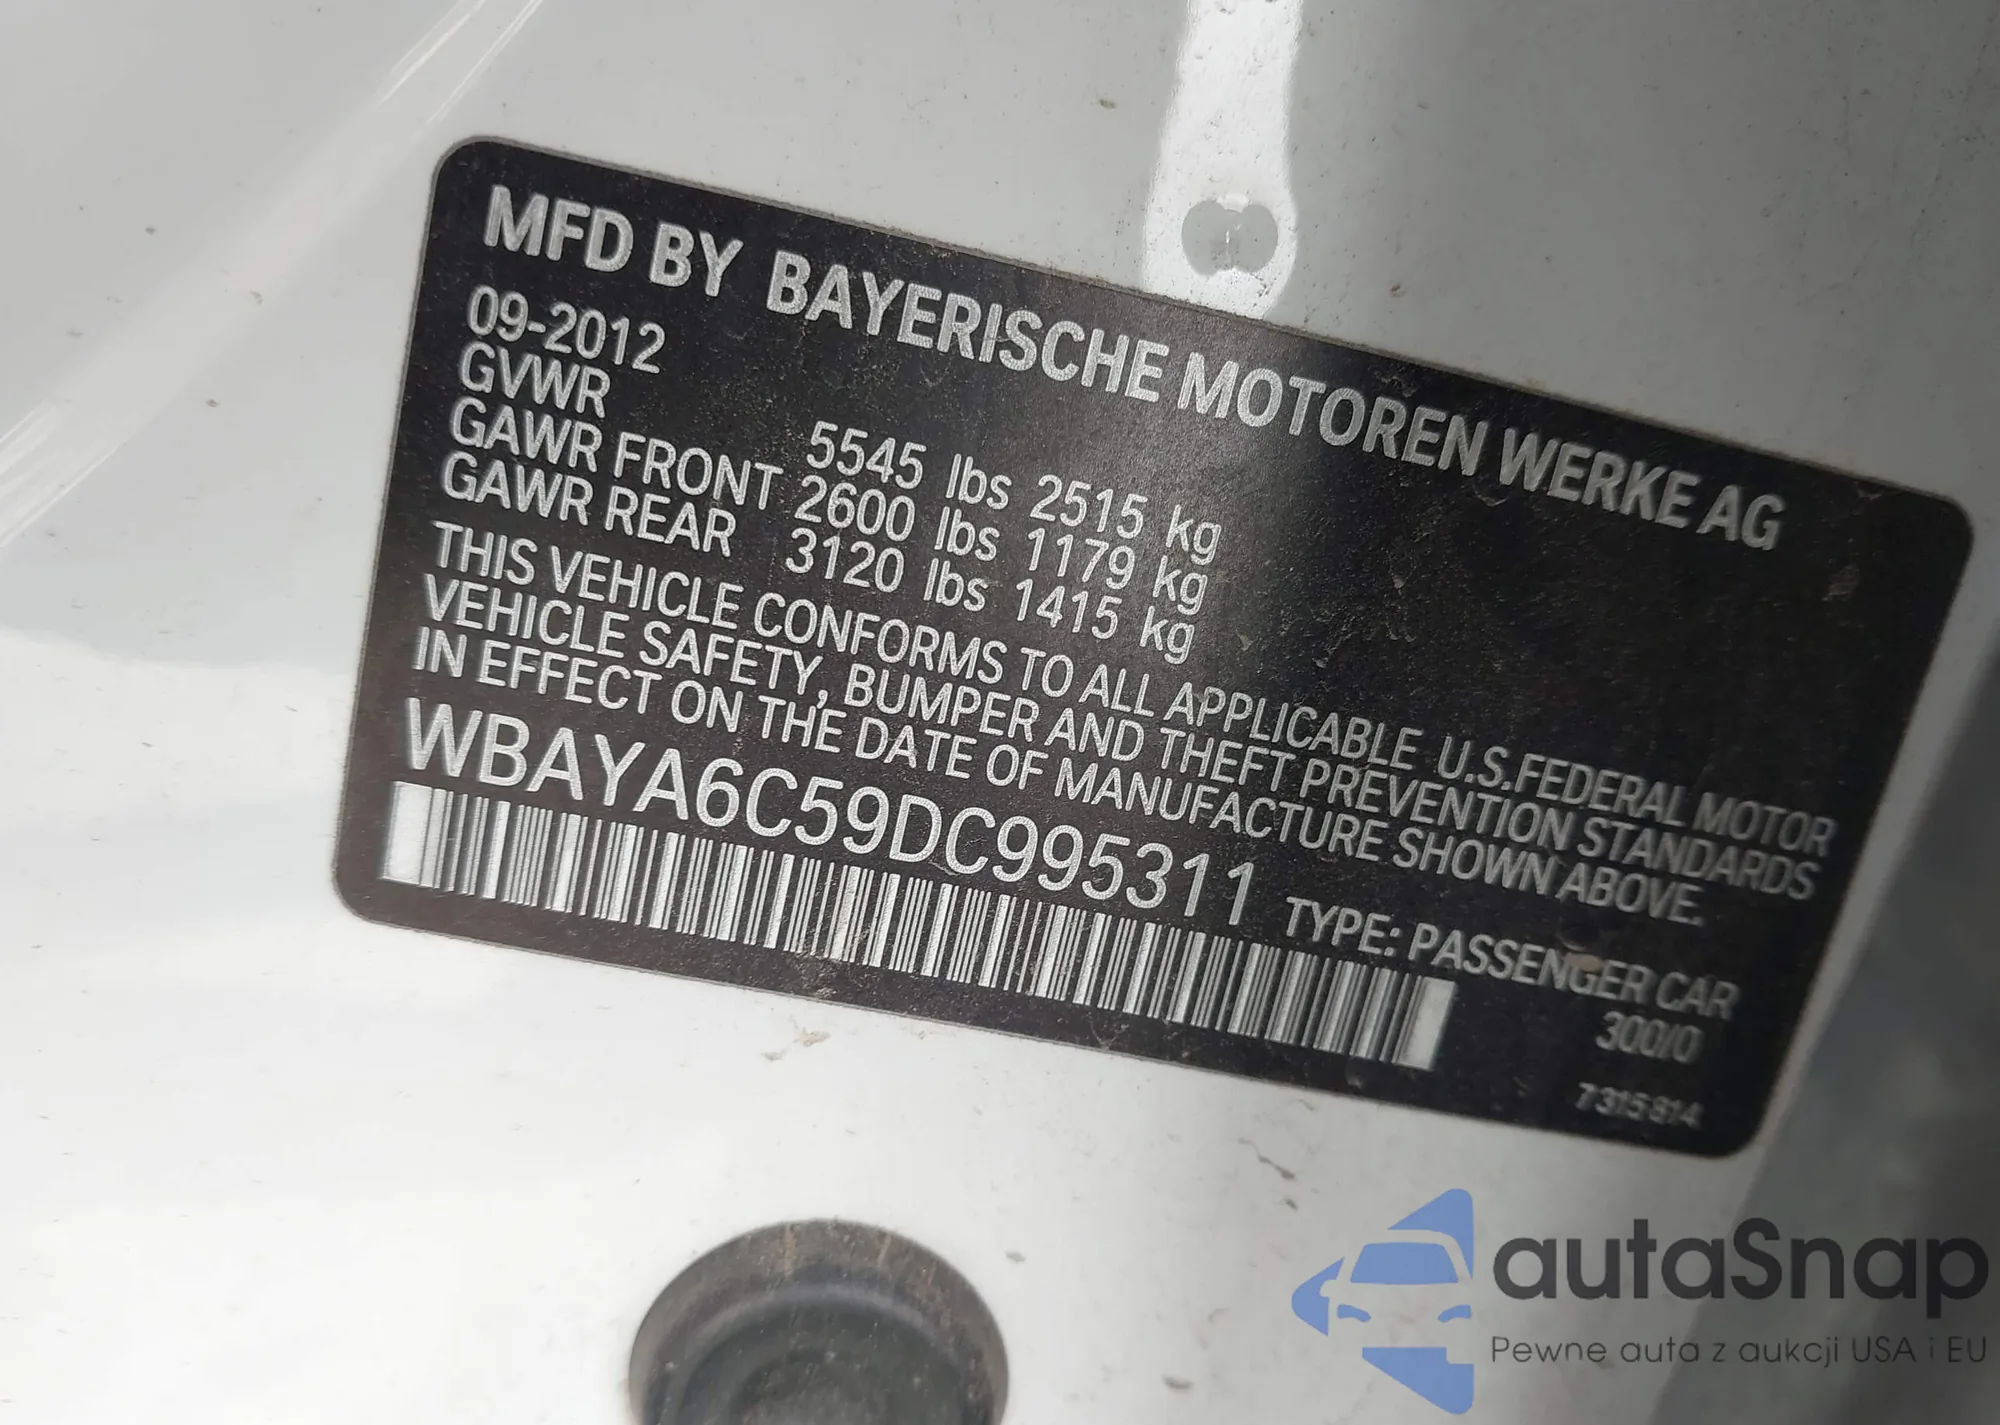 MFD BY BAYERISCHE MOTOREN WERKE AG
09-2012
GVWR 5545 lbs 2515 kg
GAWR FRONT 2600 lbs 1179 kg
GAWR REAR 3120 lbs 1415 kg
THIS VEHICLE CONFORMS TO ALL APPLICABLE U.S.FEDERAL MOTOR
VEHICLE SAFETY, BUMPER AND THEFT PREVENTION STANDARDS
IN EFFECT ON THE DATE OF MANUFACTURE SHOWN ABOVE.
WBAYA6C59DC995311 TYPE: PASSENGER CAR
300/0
7 315 814
autaSnap
Pewne auta z aukcji USA i EU